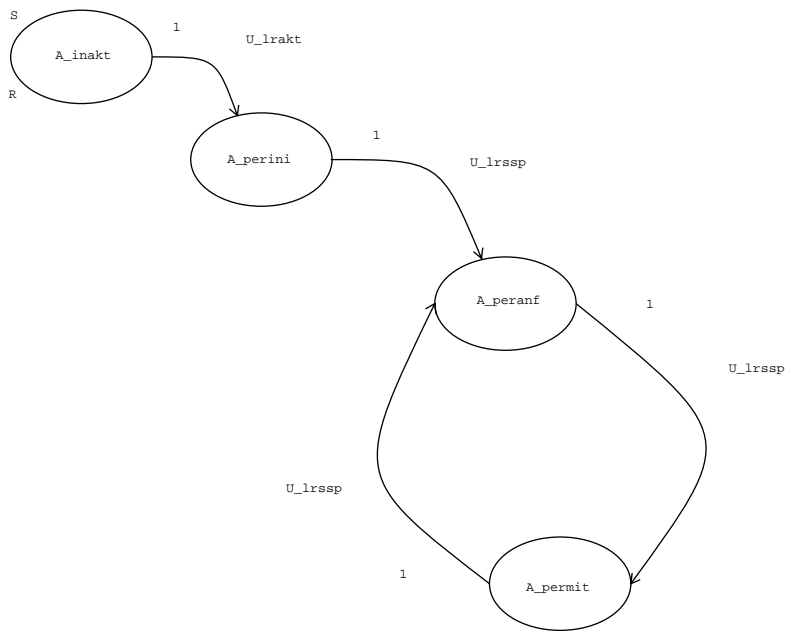 S
1
A_inakt
U_lrakt
R
1
A_perini
U_lrssp
A_peranf
1
U_lrssp
U_lrssp
1
A_permit